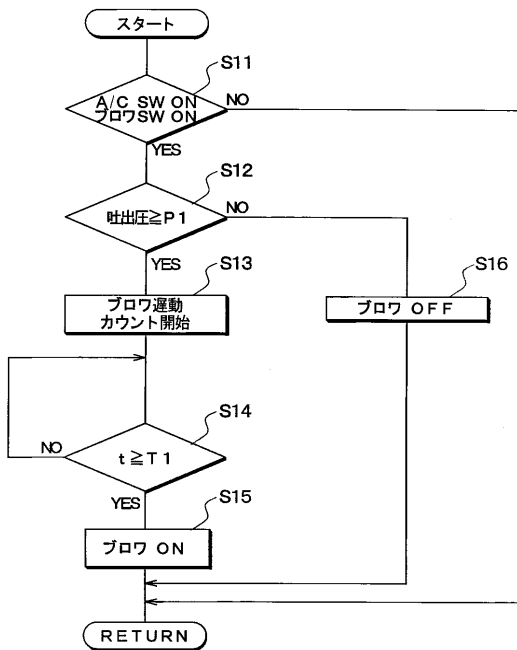 スタート
S11
A/C SW ON
ブロワSW ON
NO
YES
S12
吐出圧≧P1
NO
YES
S13
ブロワ遅動
カウント開始
S16
ブロワ OFF
S14
NO
t≧T1
YES
S15
ブロワ ON
RETURN